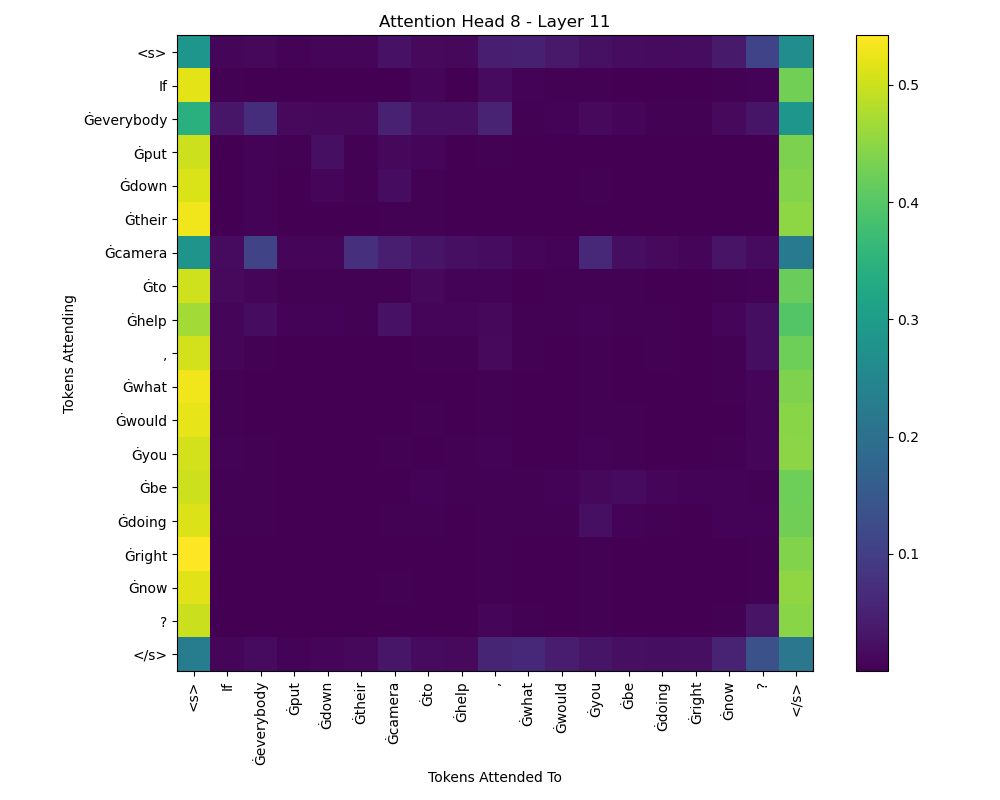 Attention Head 8 - Layer 11
Tokens Attending
<s>
If
Ġeverybody
Ġput
Ġdown
Ġtheir
Ġcamera
Ġto
Ġhelp
,
Ġwhat
Ġwould
Ġyou
Ġbe
Ġdoing
Ġright
Ġnow
?
</s>
<s>
If
Ġeverybody
Ġput
Ġdown
Ġtheir
Ġcamera
Ġto
Ġhelp
,
Ġwhat
Ġwould
Ġyou
Ġbe
Ġdoing
Ġright
Ġnow
?
</s>
Tokens Attended To
0.5
0.4
0.3
0.2
0.1